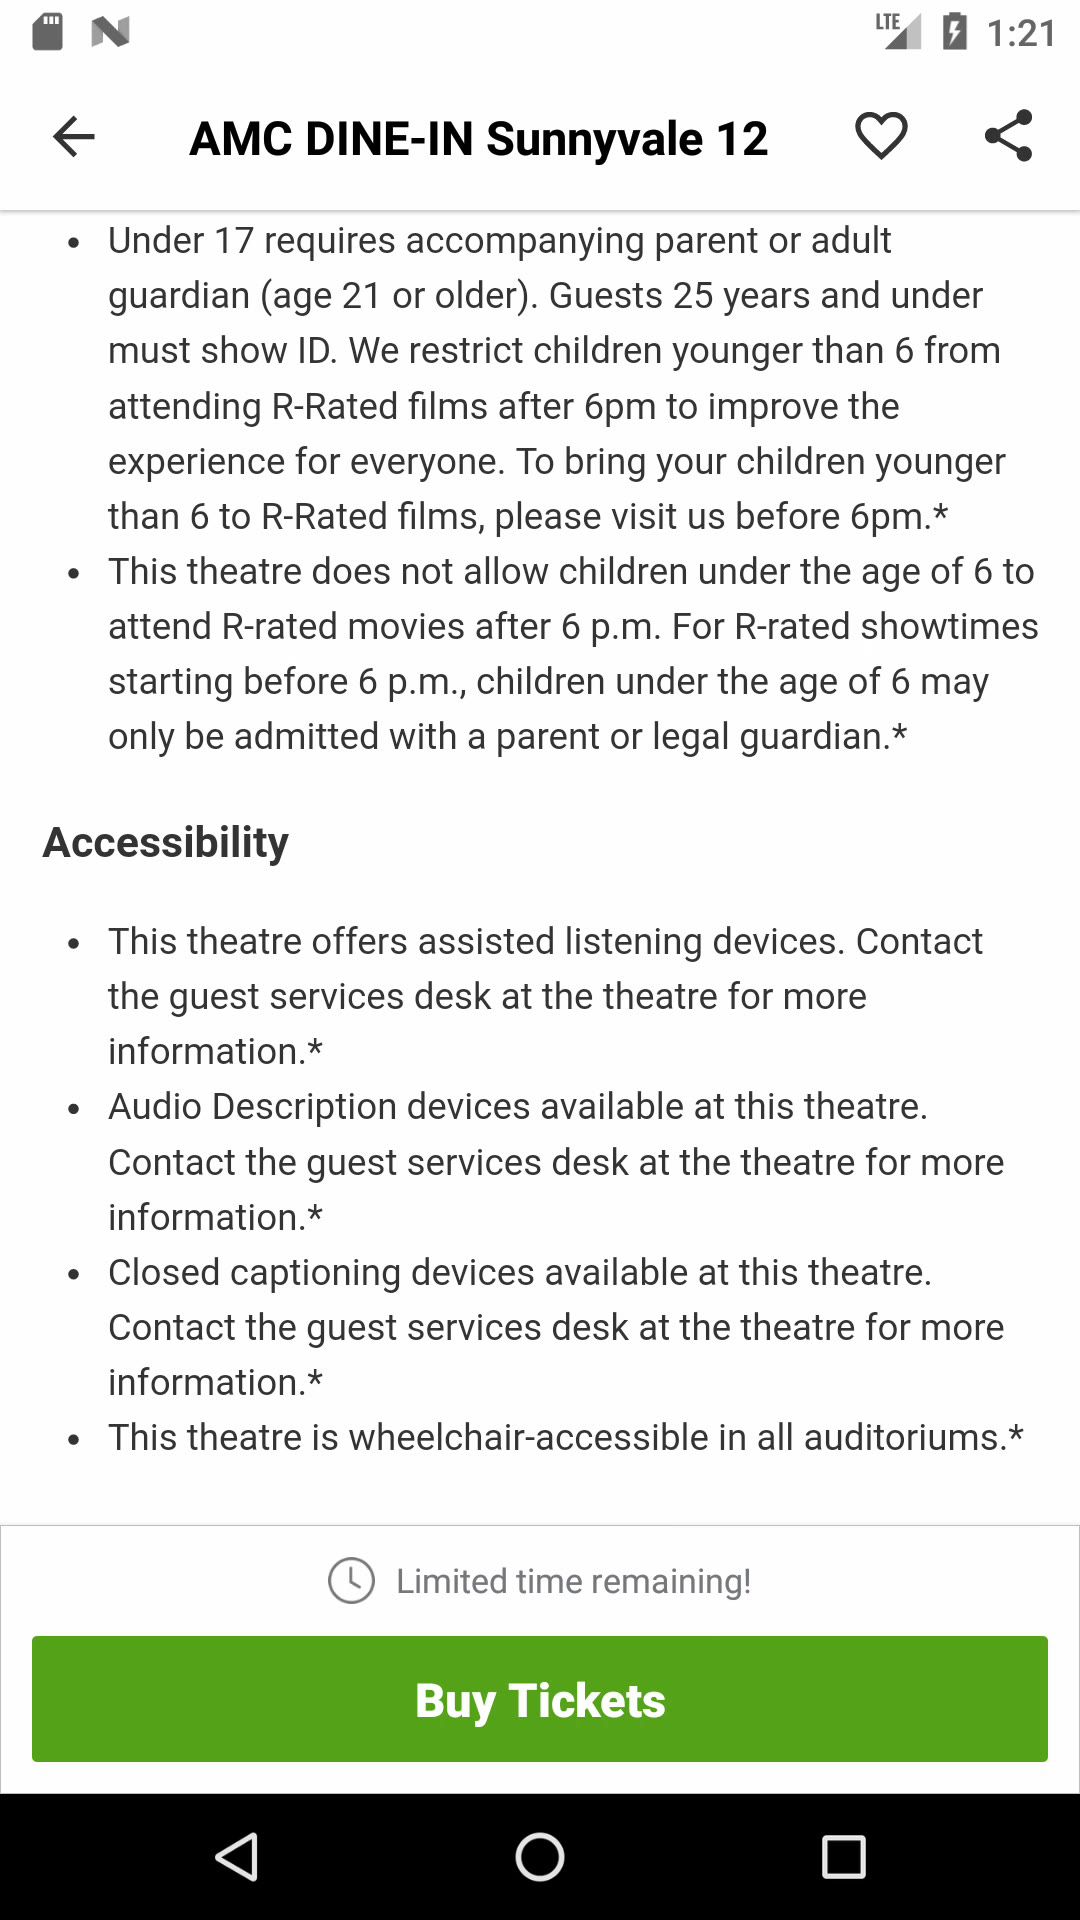 LTE 1:21
AMC DINE-IN Sunnyvale 12
• Under 17 requires accompanying parent or adult
guardian (age 21 or older). Guests 25 years and under
must show ID. We restrict children younger than 6 from
attending R-Rated films after 6pm to improve the
experience for everyone. To bring your children younger
than 6 to R-Rated films, please visit us before 6pm.*
• This theatre does not allow children under the age of 6 to
attend R-rated movies after 6 p.m. For R-rated showtimes
starting before 6 p.m., children under the age of 6 may
only be admitted with a parent or legal guardian.*
Accessibility
• This theatre offers assisted listening devices. Contact
the guest services desk at the theatre for more
information.*
• Audio Description devices available at this theatre.
Contact the guest services desk at the theatre for more
information.*
• Closed captioning devices available at this theatre.
Contact the guest services desk at the theatre for more
information.*
• This theatre is wheelchair-accessible in all auditoriums.*
Limited time remaining!
Buy Tickets